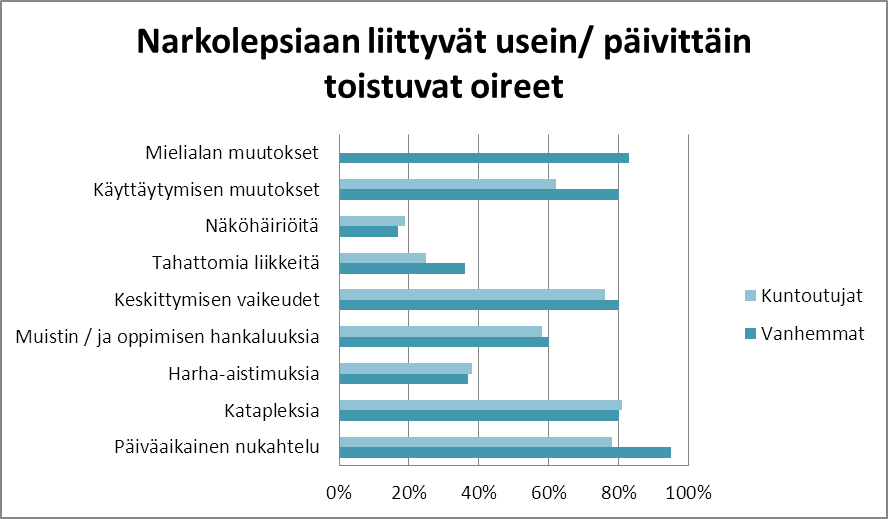 Narkolepsiaan liittyvät usein/ päivittäin
toistuvat oireet
Mielialan muutokset
Käyttäytymisen muutokset
Näköhäiriöitä
Tahattomia liikkeitä
Keskittymisen vaikeudet
Muistin / ja oppimisen hankaluuksia
Harha-aistimuksia
Katapleksia
Päiväaikainen nukahtelu
0% 20% 40% 60% 80% 100%
Kuntoutujat
Vanhemmat